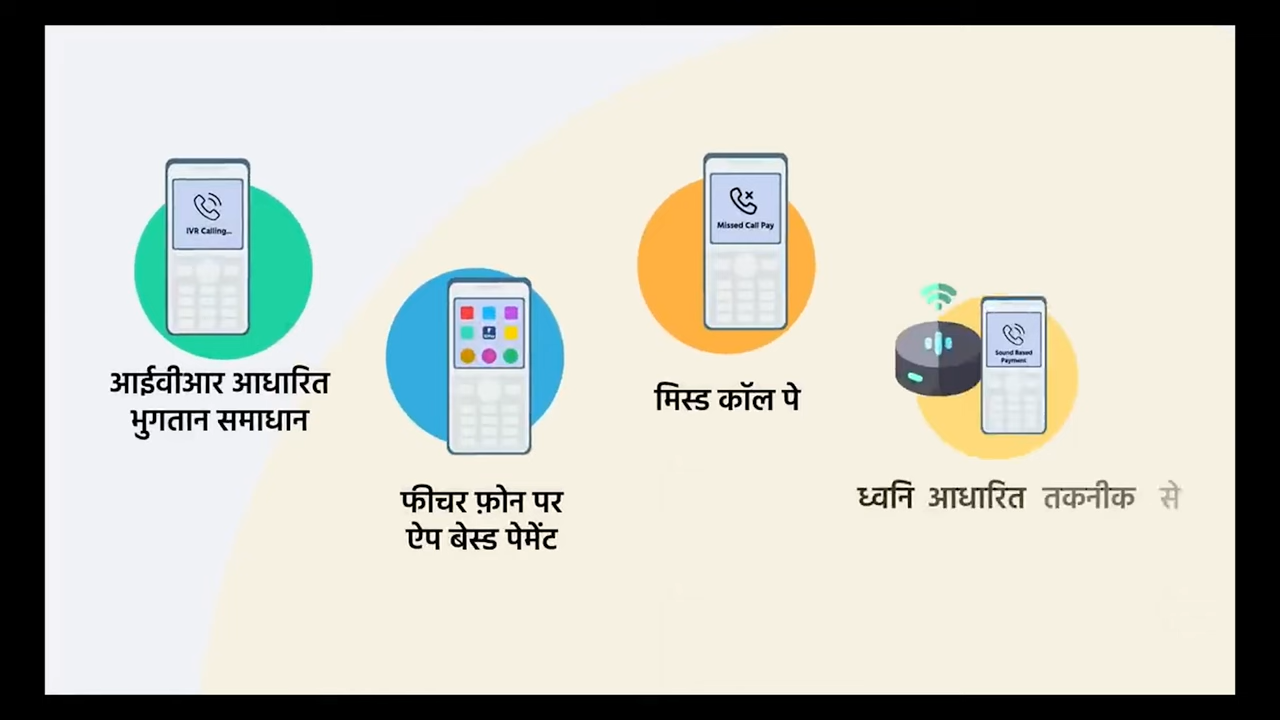 IVR Calling...
आईवीआर आधारित
भुगतान समाधान
फीचर फ़ोन पर
ऐप बेस्ड पेमेंट
Missed Call Pay
मिस्ड कॉल पे
Sound Based
Payment
ध्वनि आधारित तकनीक से